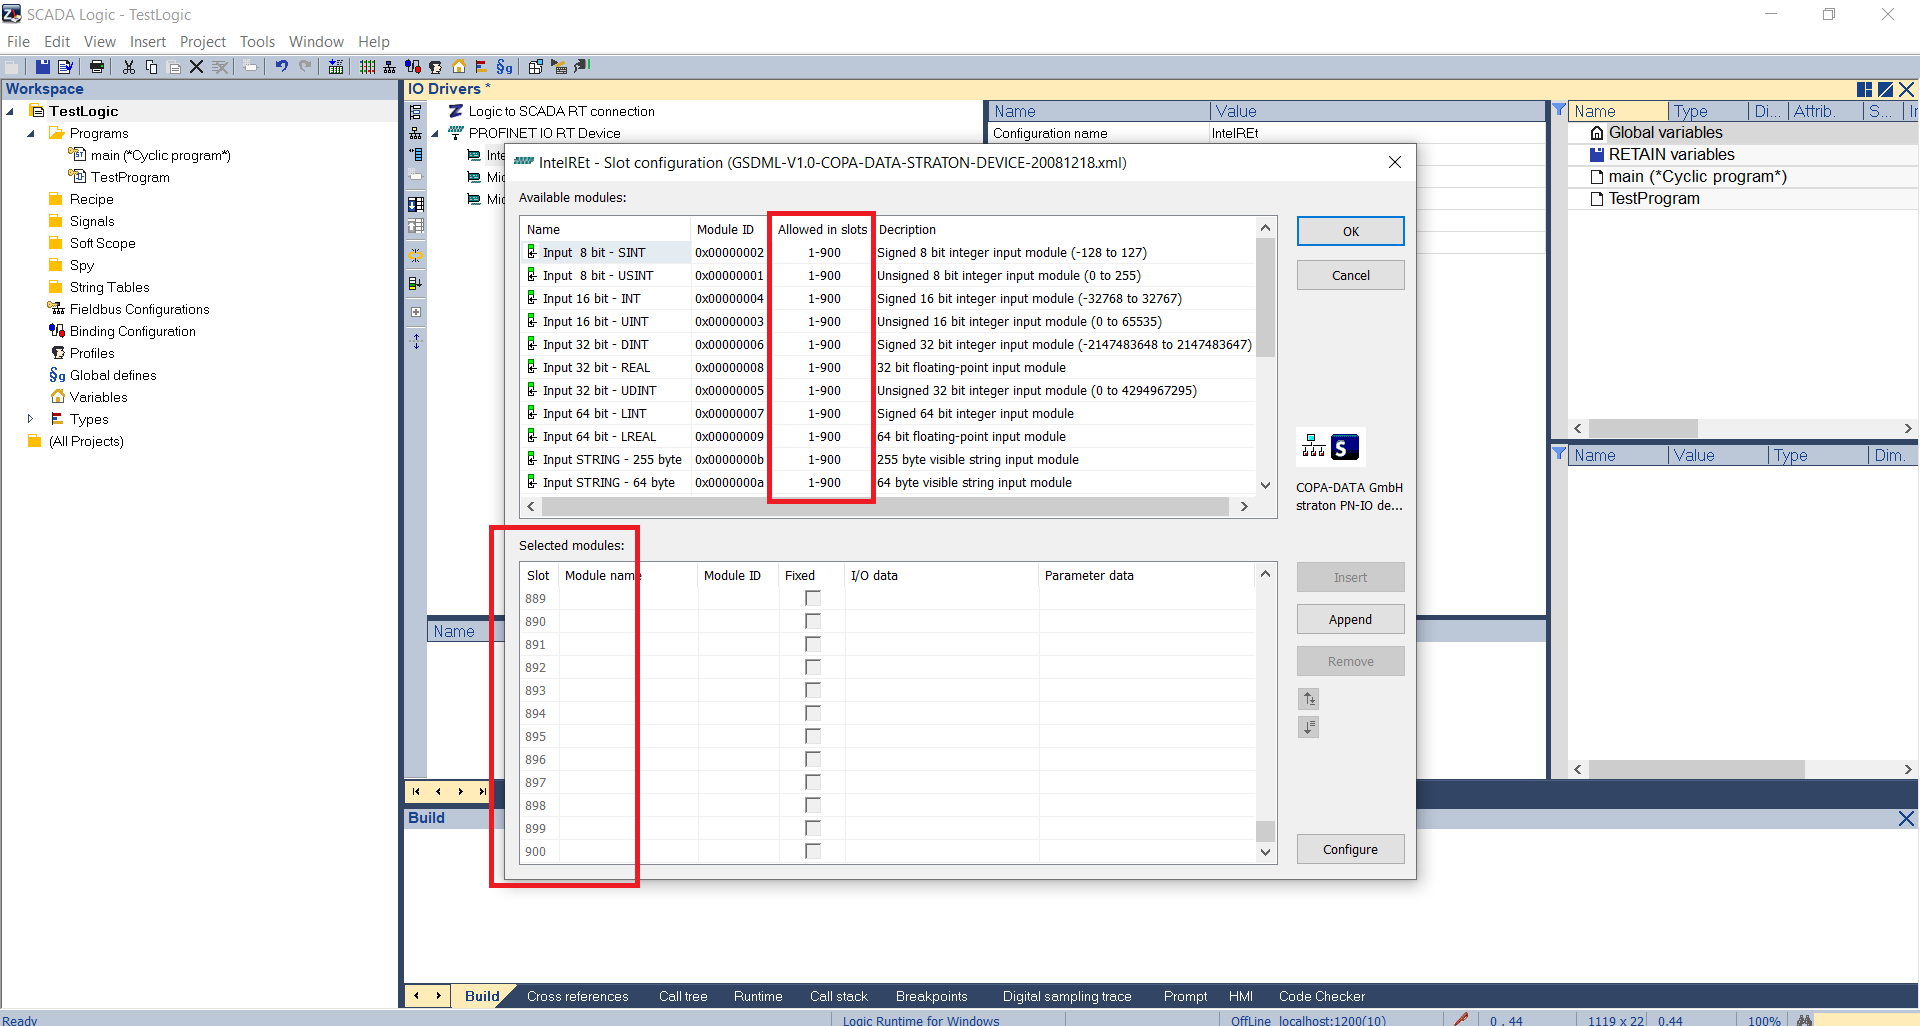 SCADA Logic - TestLogic
File Edit View Insert Project Tools Window Help
Workspace
TestLogic
Programs
main (*Cyclic program*)
TestProgram
Recipe
Signals
Soft Scope
Spy
String Tables
Fieldbus Configurations
Binding Configuration
Profiles
Global defines
Variables
Types
(All Projects)
IO Drivers *
Logic to SCADA RT connection
PROFINET IO RT Device
Name Value
Configuration name IntelREt
IntelREt - Slot configuration (GSDML-V1.0-COPA-DATA-STRATON-DEVICE-20081218.xml)
Available modules:
Name Module ID Allowed in slots Decription
Input 8 bit - SINT 0x00000002 1-900 Signed 8 bit integer input module (-128 to 127)
Input 8 bit - USINT 0x00000001 1-900 Unsigned 8 bit integer input module (0 to 255)
Input 16 bit - INT 0x00000004 1-900 Signed 16 bit integer input module (-32768 to 32767)
Input 16 bit - UINT 0x00000003 1-900 Unsigned 16 bit integer input module (0 to 65535)
Input 32 bit - DINT 0x00000006 1-900 Signed 32 bit integer input module (-2147483648 to 2147483647)
Input 32 bit - REAL 0x00000008 1-900 32 bit floating-point input module
Input 32 bit - UDINT 0x00000005 1-900 Unsigned 32 bit integer input module (0 to 4294967295)
Input 64 bit - LINT 0x00000007 1-900 Signed 64 bit integer input module
Input 64 bit - LREAL 0x00000009 1-900 64 bit floating-point input module
Input STRING - 255 byte 0x0000000b 1-900 255 byte visible string input module
Input STRING - 64 byte 0x0000000a 1-900 64 byte visible string input module
OK
Cancel
S
COPA-DATA GmbH
straton PN-IO de...
Selected modules:
Slot Module name Module ID Fixed I/O data Parameter data
889
890
891
892
893
894
895
896
897
898
899
900
Insert
Append
Remove
Configure
Name
Name Type Di... Attrib. S...
Global variables
RETAIN variables
main (*Cyclic program*)
TestProgram
Name Value Type Dim.
Build
Build Cross references Call tree Runtime Call stack Breakpoints Digital sampling trace Prompt HMI Code Checker
Ready Logic Runtime for Windows OffLine localhost:1200(10) 0 , 44 1119 x 22 0,44 100%